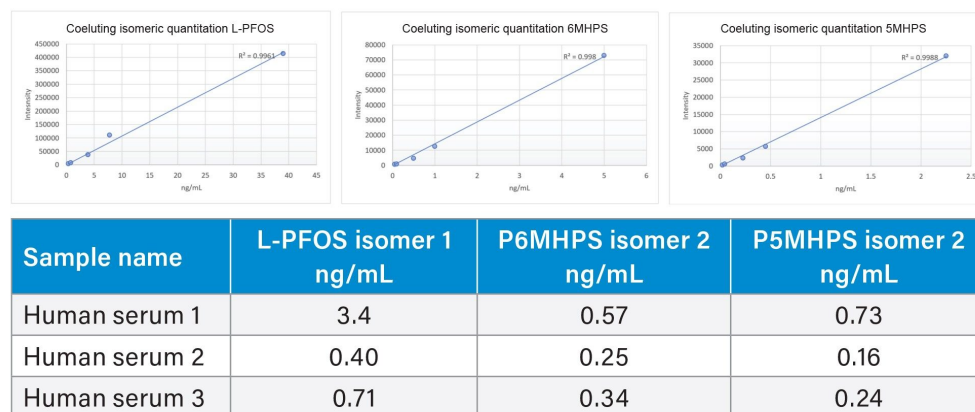 Coeluting isomeric quantitation L-PFOS
450000
400000
350000
300000
250000
200000
150000
100000
50000
0
Intesnsity
R² = 0.9961
0 5 10 15 20 25 30 35 40 45
ng/mL
Coeluting isomeric quantitation 6MHPS
80000
70000
60000
50000
40000
30000
20000
10000
0
Intensity
R² = 0.998
0 1 2 3 4 5 6
ng/mL
Coeluting isomeric quantitation 5MHPS
35000
30000
25000
20000
15000
10000
5000
0
Intensity
R² = 0.9988
0 0.5 1 1.5 2 2.5
ng/mL
Sample name L-PFOS isomer 1 ng/mL P6MHPS isomer 2 ng/mL P5MHPS isomer 2 ng/mL
Human serum 1 3.4 0.57 0.73
Human serum 2 0.40 0.25 0.16
Human serum 3 0.71 0.34 0.24